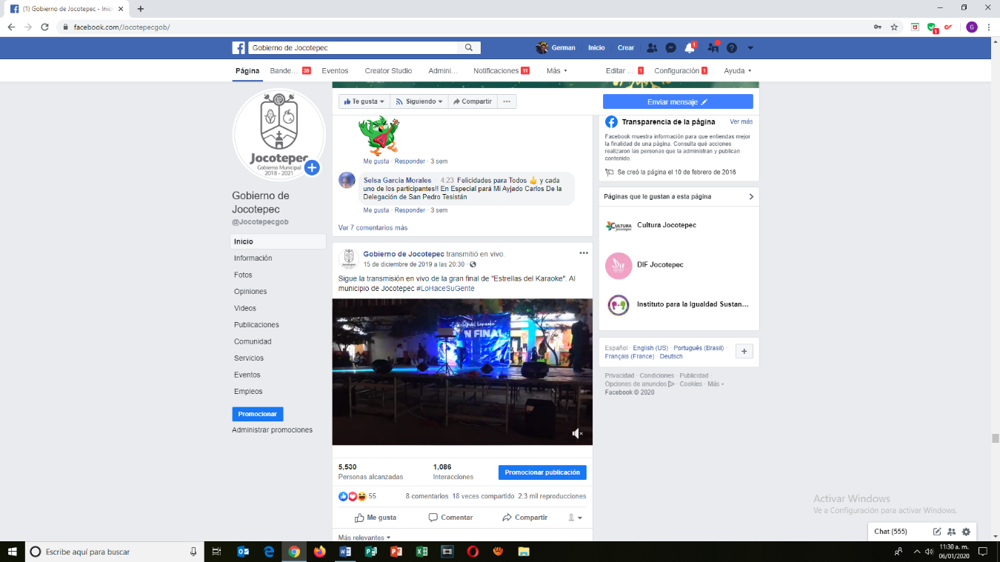 (1) Gobierno de Jocotepec - Inic
facebook.com/Jocotepecgob/
G
Gobierno de Jocotepec
German Inicio Crear 1
Página Bande... 35 Eventos Creator Studio Admini... Notificaciones 11 Más Editar ... 1 Configuración 1 Ayuda
Jocotepec
Gobierno Municipal
2018 - 2021
Gobierno de
Jocotepec
@Jocotepecgob
Inicio
Información
Fotos
Opiniones
Videos
Publicaciones
Comunidad
Servicios
Eventos
Empleos
Promocionar
Administrar promociones
Te gusta Siguiendo Compartir ...
Enviar mensaje
Me gusta · Responder · 3 sem
Selsa Garcia Morales 4:23 Felicidades para Todos 👍 y cada
uno de los participantes!! En Especial pará Mi Ayjado Carlos De la
Delegación de San Pedro Tesistán
Me gusta · Responder · 3 sem
Ver 7 comentarios más
Gobierno de Jocotepec transmitió en vivo.
15 de diciembre de 2019 a las 20:30 ·
Sigue la transmisión en vivo de la gran final de "Estrellas del Karaoke". Al
municipio de Jocotepec #LoHaceSuGente
N FINAL
5,530
Personas alcanzadas
1,086
Interacciones
Promocionar publicación
55 8 comentarios 18 veces compartido 2.3 mil reproducciones
Me gusta Comentar Compartir
Más relevantes
Transparencia de la página Ver más
Facebook muestra información para que entiendas mejor
la finalidad de una página. Consulta qué acciones
realizaron las personas que la administran y publican
contenido.
Se creó la página el 10 de febrero de 2016
Páginas que le gustan a esta página
CULTURA
Jocotepec
Cultura Jocotepec
DIF
DIF Jocotepec
Instituto para la Igualdad Sustan...
Español · English (US) · Português (Brasil) ·
Français (France) · Deutsch
Privacidad · Condiciones · Publicidad ·
Opciones de anuncios · Cookies · Más
Facebook © 2020
Activar Windows
Ve a Configuración para activar Windows.
Chat (555)
Escribe aquí para buscar
11:30 a. m.
06/01/2020